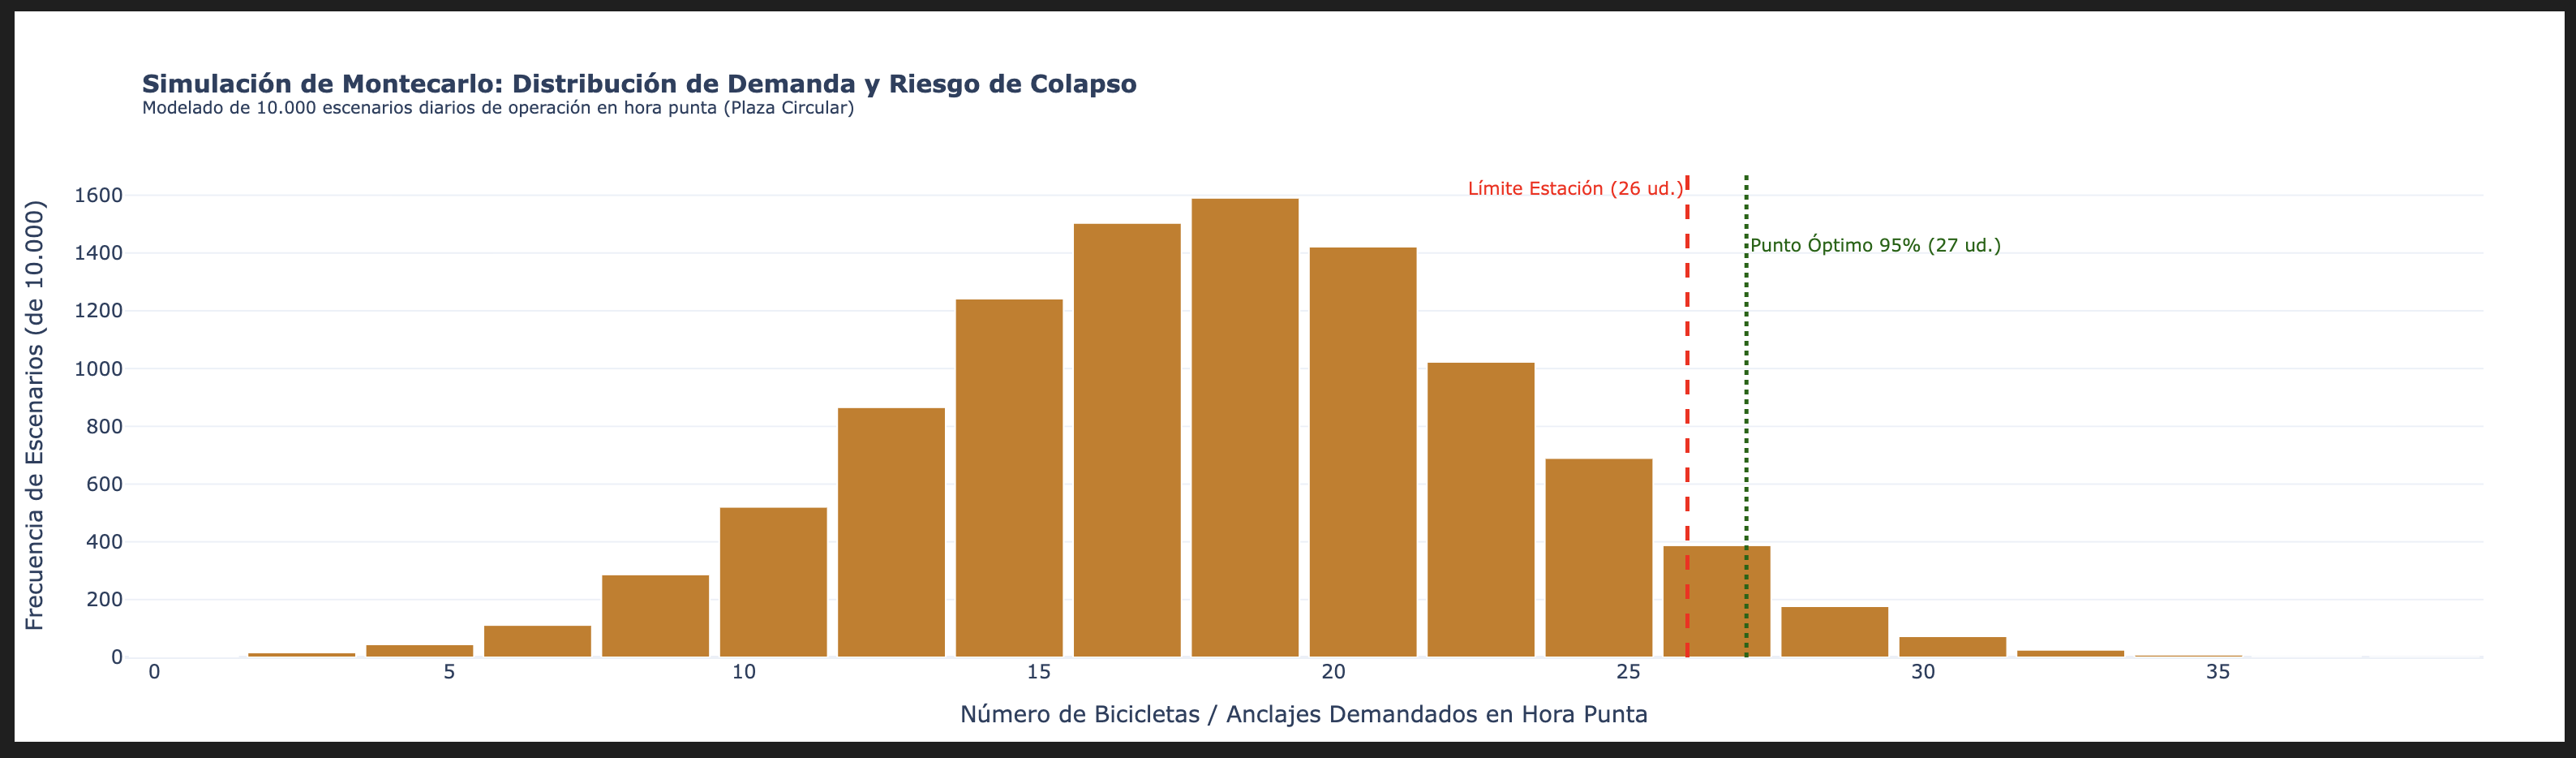 Simulación de Montecarlo: Distribución de Demanda y Riesgo de Colapso
Modelado de 10.000 escenarios diarios de operación en hora punta (Plaza Circular)
Límite Estación (26 ud.)
Punto Óptimo 95% (27 ud.)
Frecuencia de Escenarios (de 10.000)
1600
1400
1200
1000
800
600
400
200
0
0 5 10 15 20 25 30 35
Número de Bicicletas / Anclajes Demandados en Hora Punta